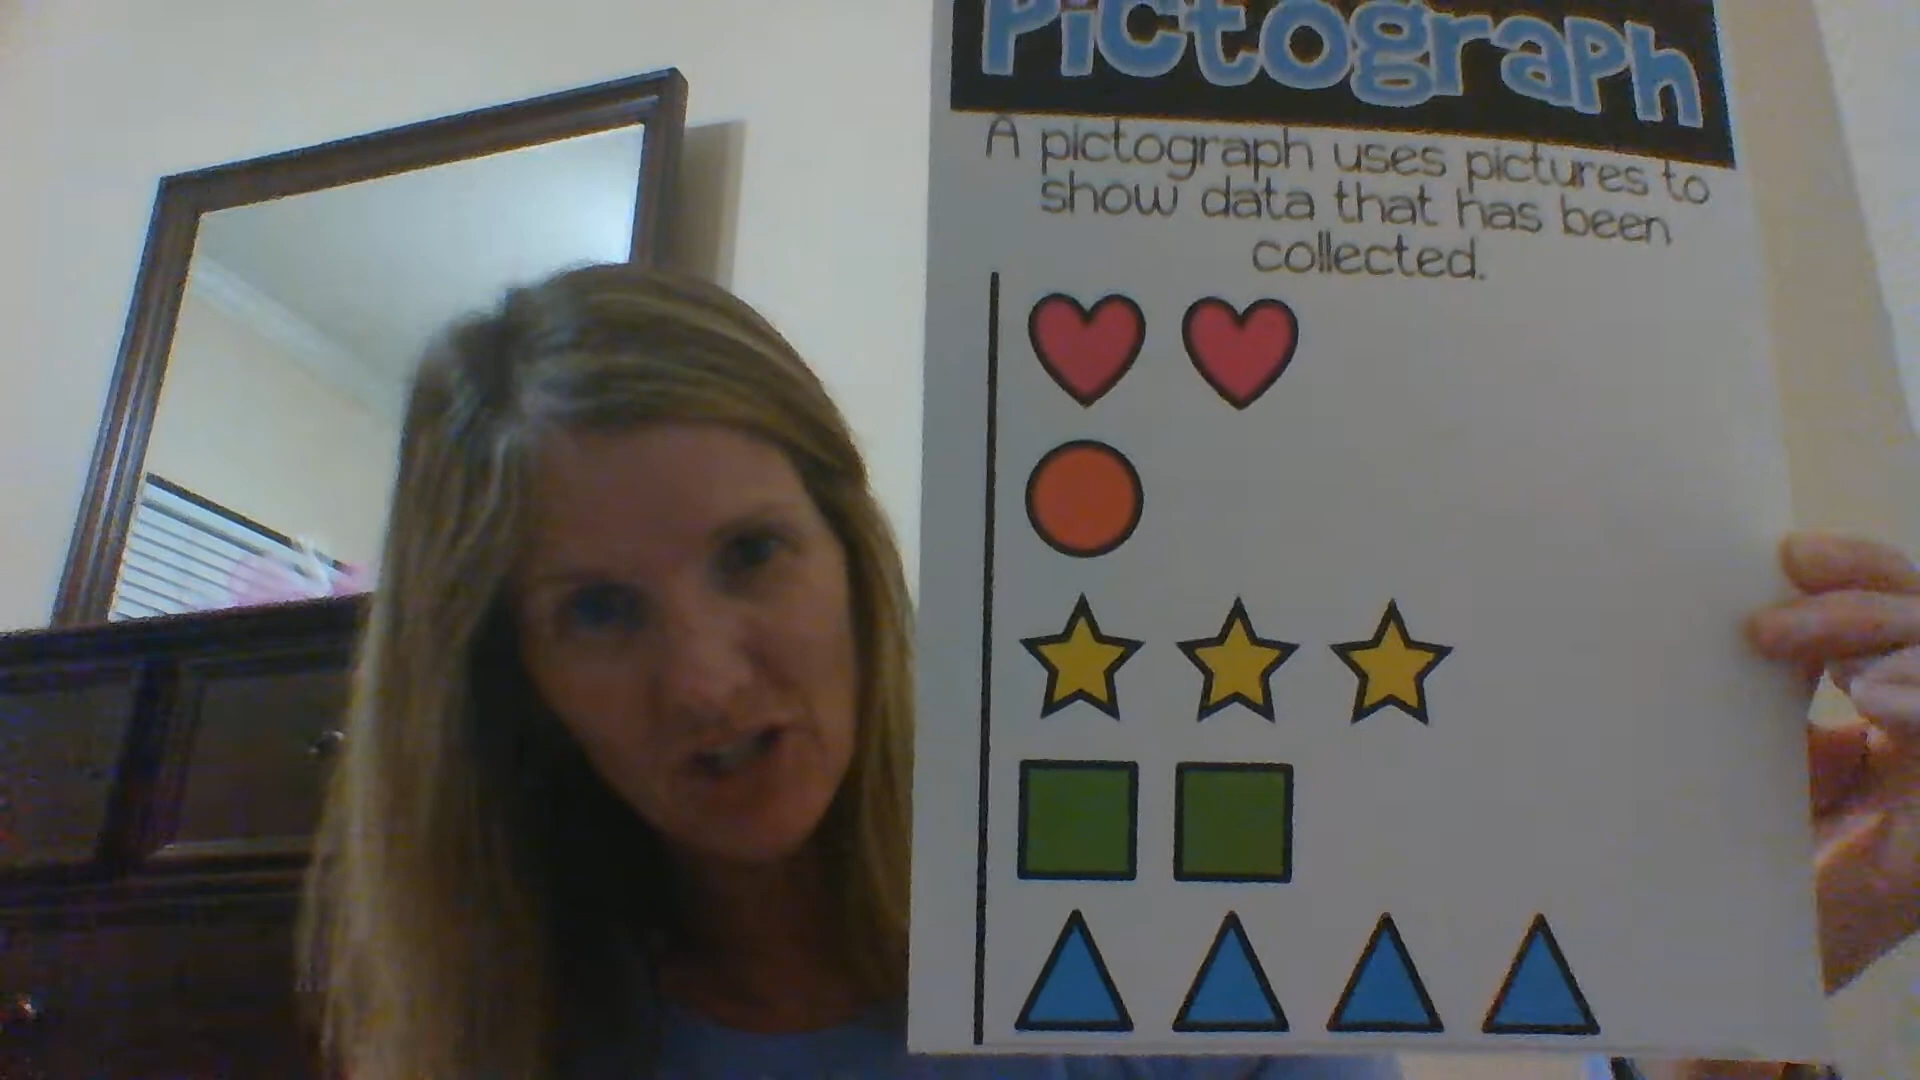 Pictograph
A pictograph uses pictures to
show data that has been
collected.